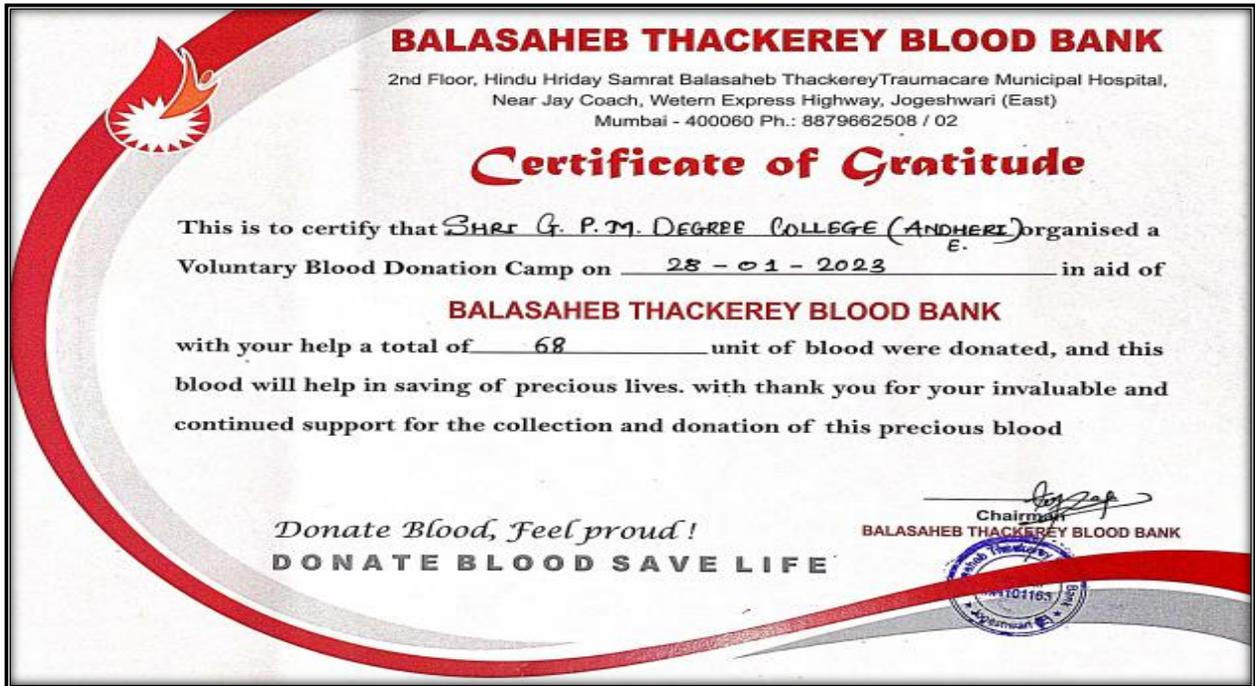 BALASAHEB THACKEREY BLOOD BANK
2nd Floor, Hindu Hriday Samrat Balasaheb ThackereyTraumacare Municipal Hospital,
Near Jay Coach, Wetern Express Highway, Jogeshwari (East)
Mumbai - 400060 Ph.: 8879662508 / 02
Certificate of Gratitude
This is to certify that SHRI G. P. M. DEGREE COLLEGE (ANDHERI E.) organised a
Voluntary Blood Donation Camp on 28-01-2023 in aid of
BALASAHEB THACKEREY BLOOD BANK
with your help a total of 68 unit of blood were donated, and this
blood will help in saving of precious lives. with thank you for your invaluable and
continued support for the collection and donation of this precious blood
Donate Blood, Feel proud !
DONATE BLOOD SAVE LIFE
Chairman
BALASAHEB THACKEREY BLOOD BANK
Thackerey
Bank